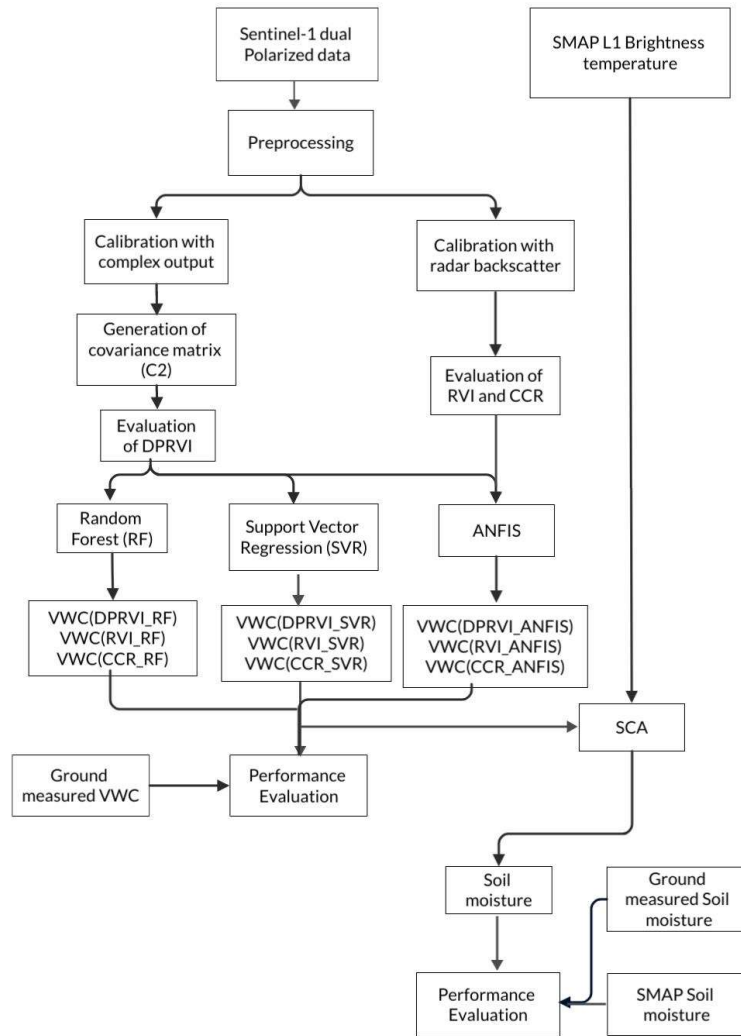 Sentinel-1 dual
Polarized data
SMAP L1 Brightness
temperature
Preprocessing
Calibration with
complex output
Calibration with
radar backscatter
Generation of
covariance matrix
(C2)
Evaluation of
RVI and CCR
Evaluation
of DPRVI
Random
Forest (RF)
Support Vector
Regression (SVR)
ANFIS
VWC(DPRVI_RF)
VWC(RVI_RF)
VWC(CCR_RF)
VWC(DPRVI_SVR)
VWC(RVI_SVR)
VWC(CCR_SVR)
VWC(DPRVI_ANFIS)
VWC(RVI_ANFIS)
VWC(CCR_ANFIS)
SCA
Ground
measured VWC
Performance
Evaluation
Soil
moisture
Ground
measured Soil
moisture
Performance
Evaluation
SMAP Soil
moisture